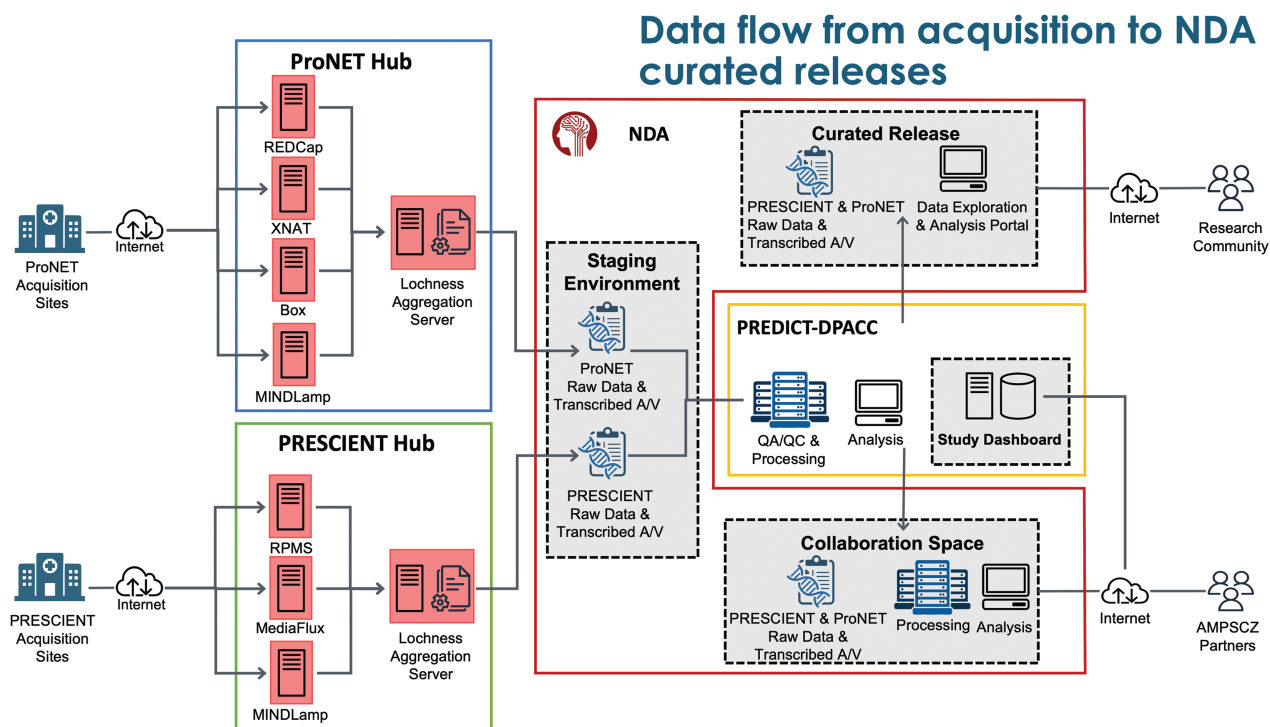 Data flow from acquisition to NDA
curated releases
ProNET Hub
REDCap
XNAT
Box
MINDLamp
ProNET
Acquisition
Sites
Internet
Lochness
Aggregation
Server
PRESCIENT Hub
RPMS
MediaFlux
MINDLamp
PRESCIENT
Acquisition
Sites
Internet
Lochness
Aggregation
Server
NDA
Staging
Environment
ProNET
Raw Data &
Transcribed A/V
PRESCIENT
Raw Data &
Transcribed A/V
Curated Release
PRESCIENT & ProNET
Raw Data &
Transcribed A/V
Data Exploration
& Analysis Portal
Internet
Research
Community
PREDICT-DPACC
QA/QC &
Processing
Analysis
Study Dashboard
Collaboration Space
PRESCIENT & ProNET
Raw Data &
Transcribed A/V
Processing
Analysis
Internet
AMPSCZ
Partners